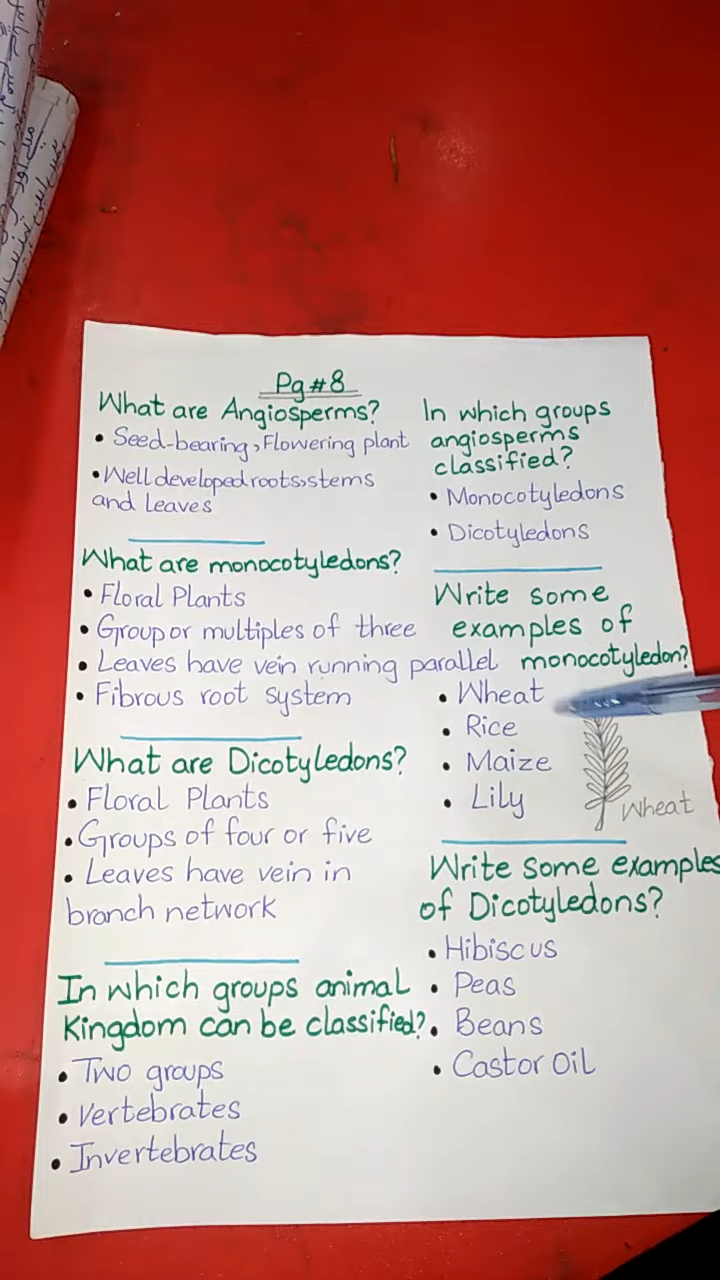 Pg#8
What are Angiosperms?
• Seed-bearing, Flowering plant
• Well developed roots, stems
and leaves
What are monocotyledons?
• Floral Plants
• Group or multiples of three
• Leaves have vein running parallel
• Fibrous root system
What are Dicotyledons?
• Floral Plants
• Groups of four or five
• Leaves have vein in
branch network
In which groups animal
Kingdom can be classified?
• Two groups
• Vertebrates
• Invertebrates
In which groups
angiosperms
classified?
• Monocotyledons
• Dicotyledons
Write some
examples of
monocotyledon?
• Wheat
• Rice
• Maize
• Lily
Wheat
Write some examples
of Dicotyledons?
• Hibiscus
• Peas
• Beans
• Castor Oil